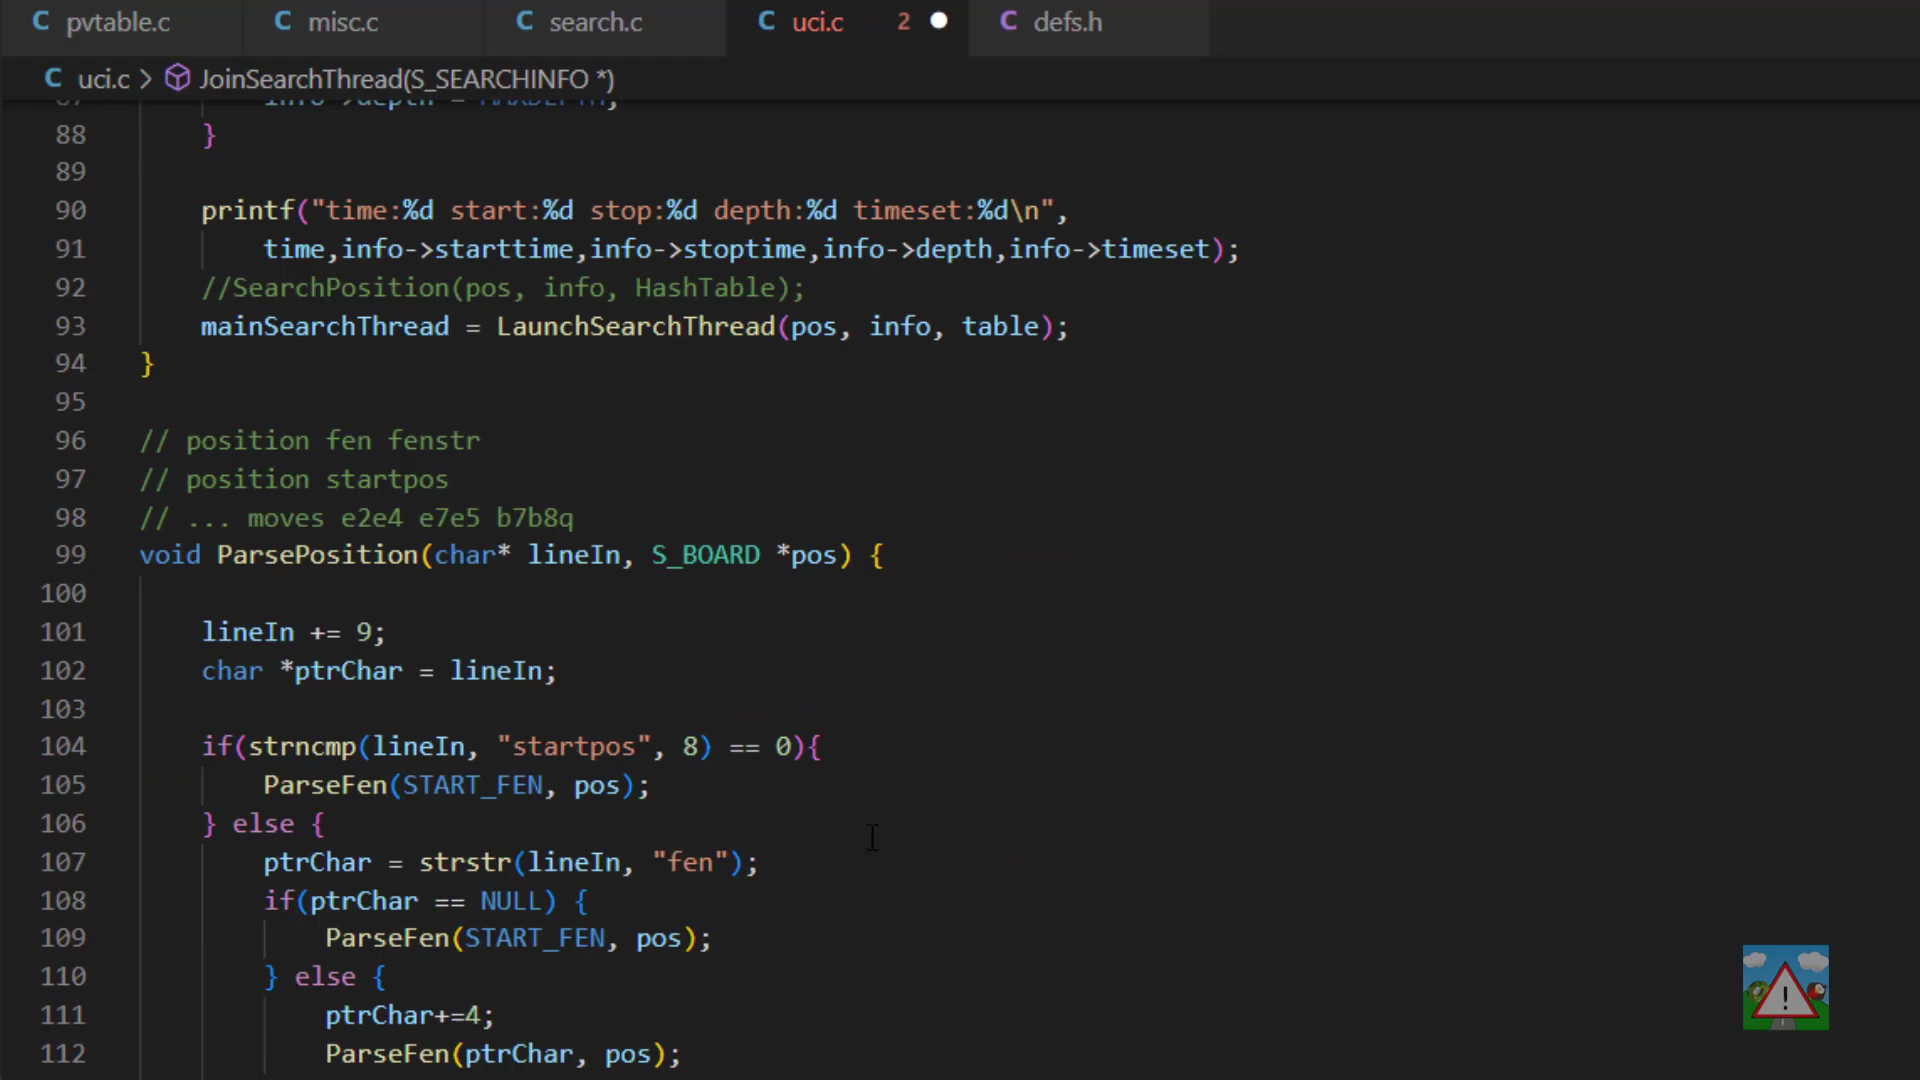 C pvtable.c C misc.c C search.c C uci.c 2 C defs.h
C uci.c > JoinSearchThread(S_SEARCHINFO *)
87 info->depth = MAXDEPTH;
88 }
89
90 printf("time:%d start:%d stop:%d depth:%d timeset:%d\n",
91 time,info->starttime,info->stoptime,info->depth,info->timeset);
92 //SearchPosition(pos, info, HashTable);
93 mainSearchThread = LaunchSearchThread(pos, info, table);
94 }
95
96 // position fen fenstr
97 // position startpos
98 // ... moves e2e4 e7e5 b7b8q
99 void ParsePosition(char* lineIn, S_BOARD *pos) {
100
101 lineIn += 9;
102 char *ptrChar = lineIn;
103
104 if(strncmp(lineIn, "startpos", 8) == 0){
105 ParseFen(START_FEN, pos);
106 } else {
107 ptrChar = strstr(lineIn, "fen");
108 if(ptrChar == NULL) {
109 ParseFen(START_FEN, pos);
110 } else {
111 ptrChar+=4;
112 ParseFen(ptrChar, pos);
!